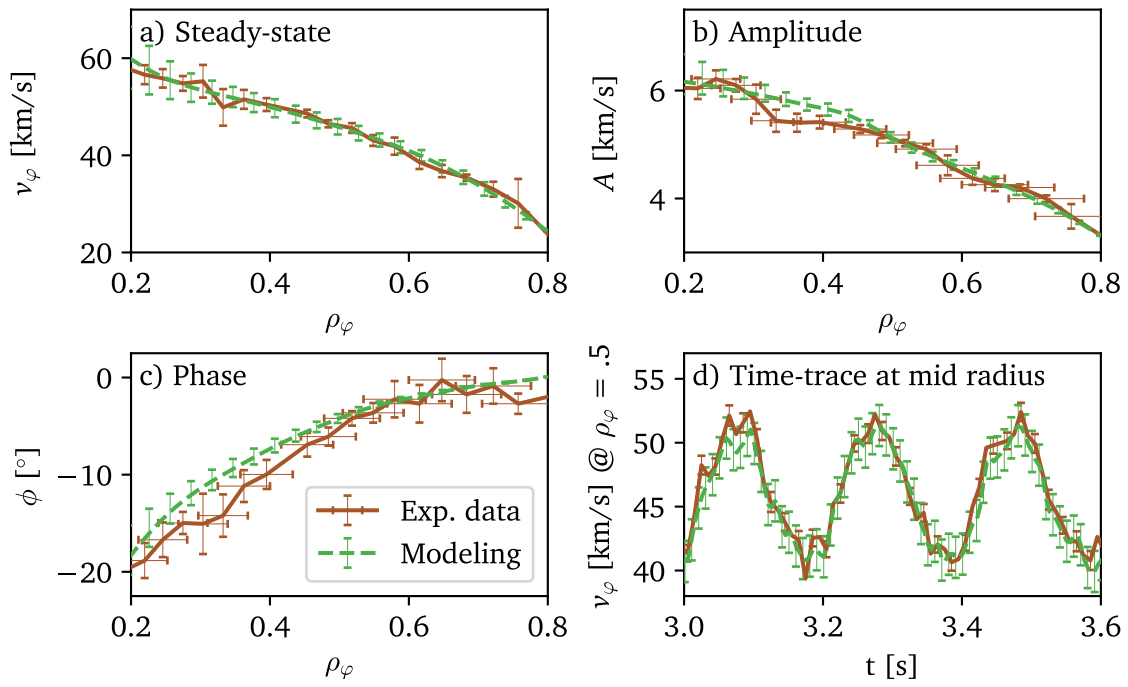 a) Steady-state
60
40
20
v_φ [km/s]
0.2 0.4 0.6 0.8
ρ_φ
b) Amplitude
6
4
A [km/s]
0.2 0.4 0.6 0.8
ρ_φ
c) Phase
0
−10
−20
ϕ [°]
Exp. data
Modeling
0.2 0.4 0.6 0.8
ρ_φ
d) Time-trace at mid radius
55
50
45
40
v_φ [km/s] @ ρ_φ = .5
3.0 3.2 3.4 3.6
t [s]